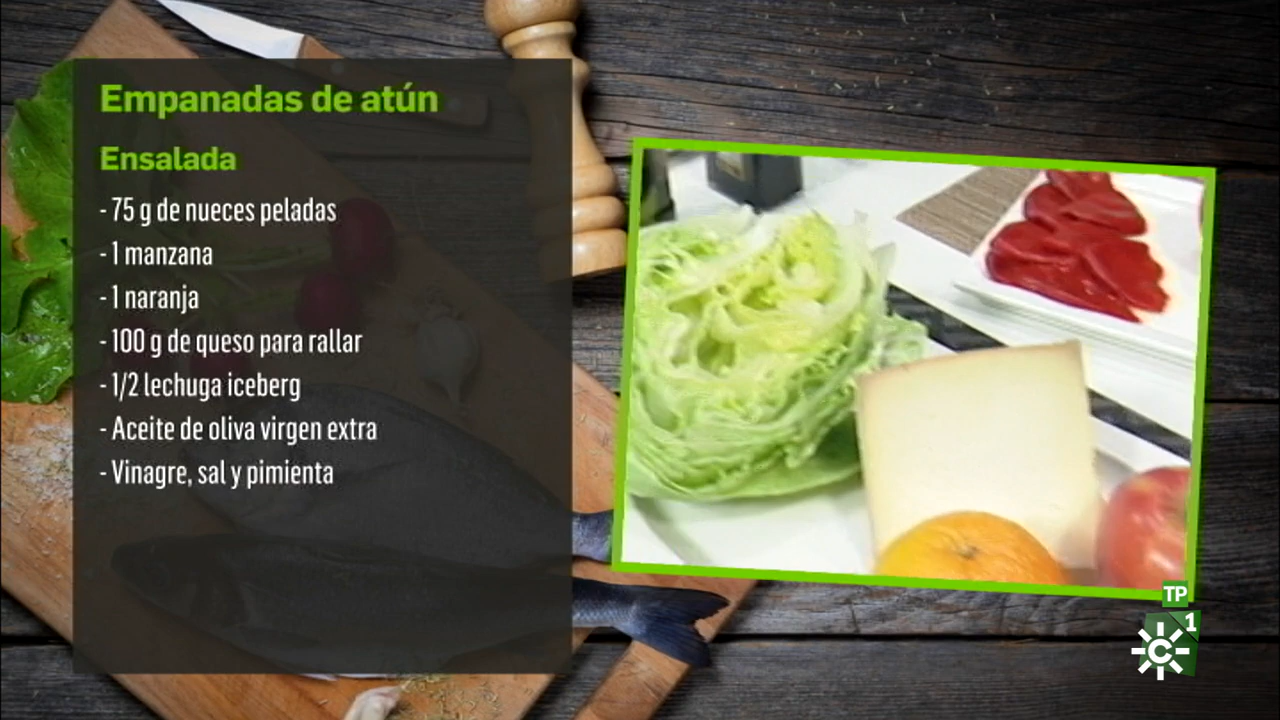 Empanadas de atún
Ensalada
- 75 g de nueces peladas
- 1 manzana
- 1 naranja
- 100 g de queso para rallar
- 1/2 lechuga iceberg
- Aceite de oliva virgen extra
- Vinagre, sal y pimienta
TP
1
C